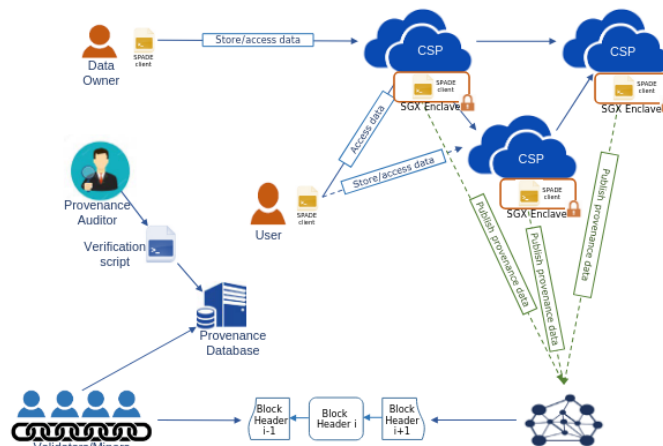 Store/access data
SPADE
client
Data
Owner
CSP
SPADE
client
SGX Enclave
CSP
SPADE
client
SGX Enclave
Access data
Store/access data
CSP
SPADE
client
SGX Enclave
Provenance
Auditor
SPADE
client
User
Verification
script
Publish provenance data
Publish provenance data
Publish provenance data
Provenance
Database
Block
Header
i-1
Block
Header i
Block
Header
i+1
Validators/Miners